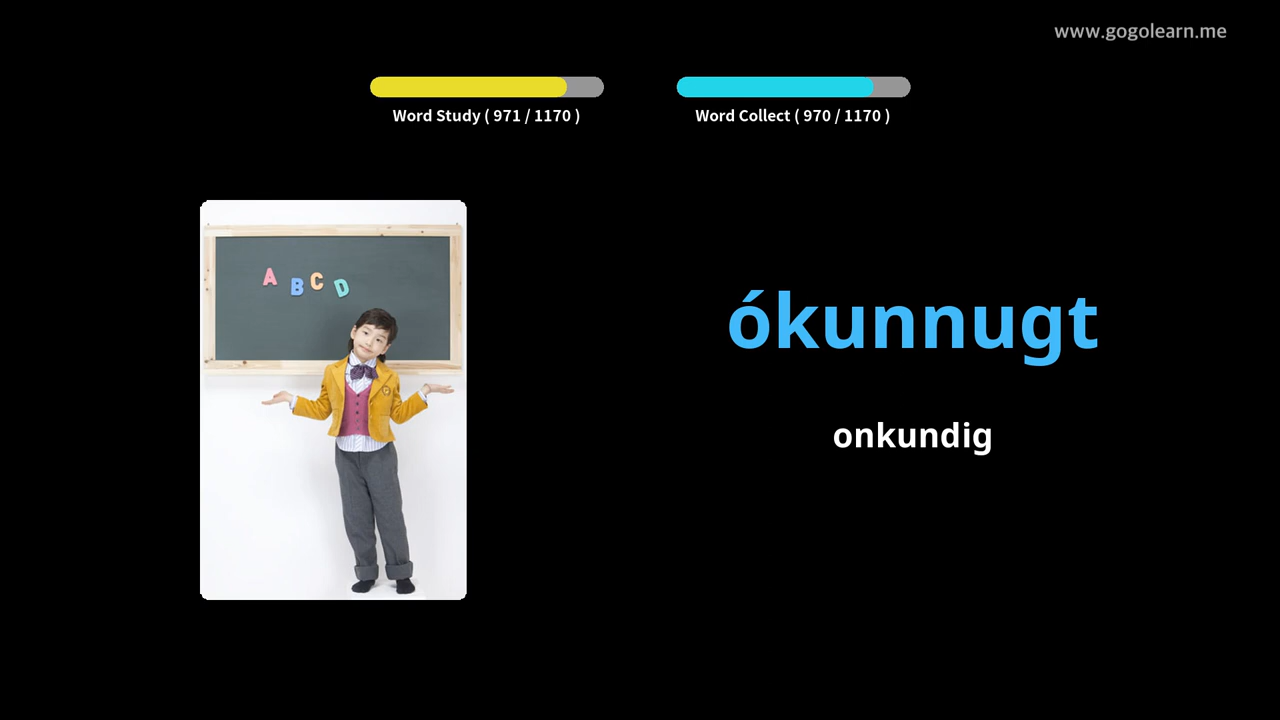 www.gogolearn.me
Word Study ( 971 / 1170 )
Word Collect ( 970 / 1170 )
A B C D
ókunnugt
onkundig